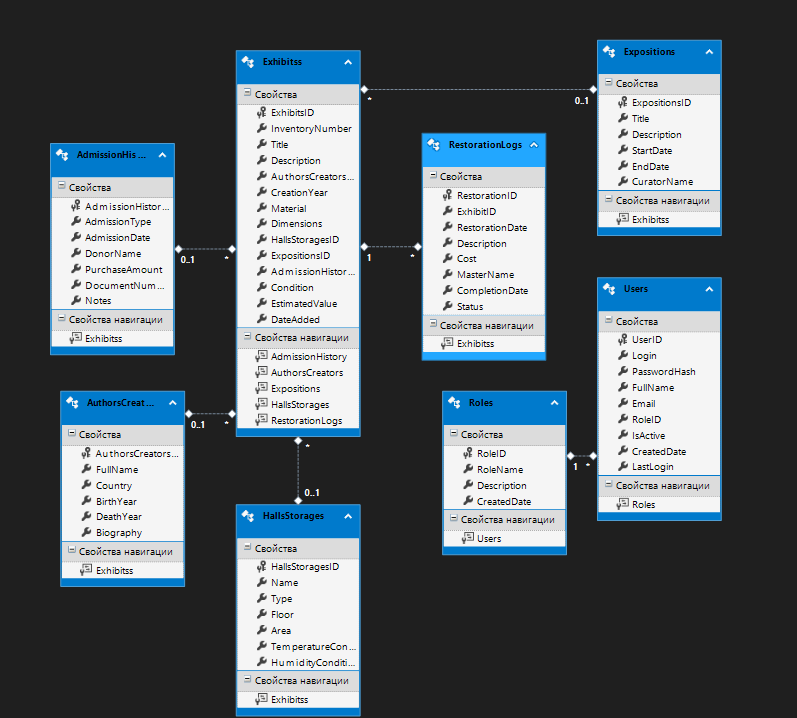 Exhibitss
Свойства
ExhibitsID
InventoryNumber
Title
Description
AuthorsCreators...
CreationYear
Material
Dimensions
HallsStoragesID
ExpositionsID
AdmissionHistor...
Condition
EstimatedValue
DateAdded
Свойства навигации
AdmissionHistory
AuthorsCreators
Expositions
HallsStorages
RestorationLogs
Expositions
Свойства
ExpositionsID
Title
Description
StartDate
EndDate
CuratorName
Свойства навигации
Exhibitss
*
0..1
AdmissionHis ...
Свойства
AdmissionHistor...
AdmissionType
AdmissionDate
DonorName
PurchaseAmount
DocumentNum...
Notes
Свойства навигации
Exhibitss
0..1
*
RestorationLogs
Свойства
RestorationID
ExhibitID
RestorationDate
Description
Cost
MasterName
CompletionDate
Status
Свойства навигации
Exhibitss
1
*
Users
Свойства
UserID
Login
PasswordHash
FullName
Email
RoleID
IsActive
CreatedDate
LastLogin
Свойства навигации
Roles
AuthorsCreat ...
Свойства
AuthorsCreators...
FullName
Country
BirthYear
DeathYear
Biography
Свойства навигации
Exhibitss
0..1
*
Roles
Свойства
RoleID
RoleName
Description
CreatedDate
Свойства навигации
Users
1
*
*
0..1
HallsStorages
Свойства
HallsStoragesID
Name
Type
Floor
Area
TemperatureCon...
HumidityConditi...
Свойства навигации
Exhibitss